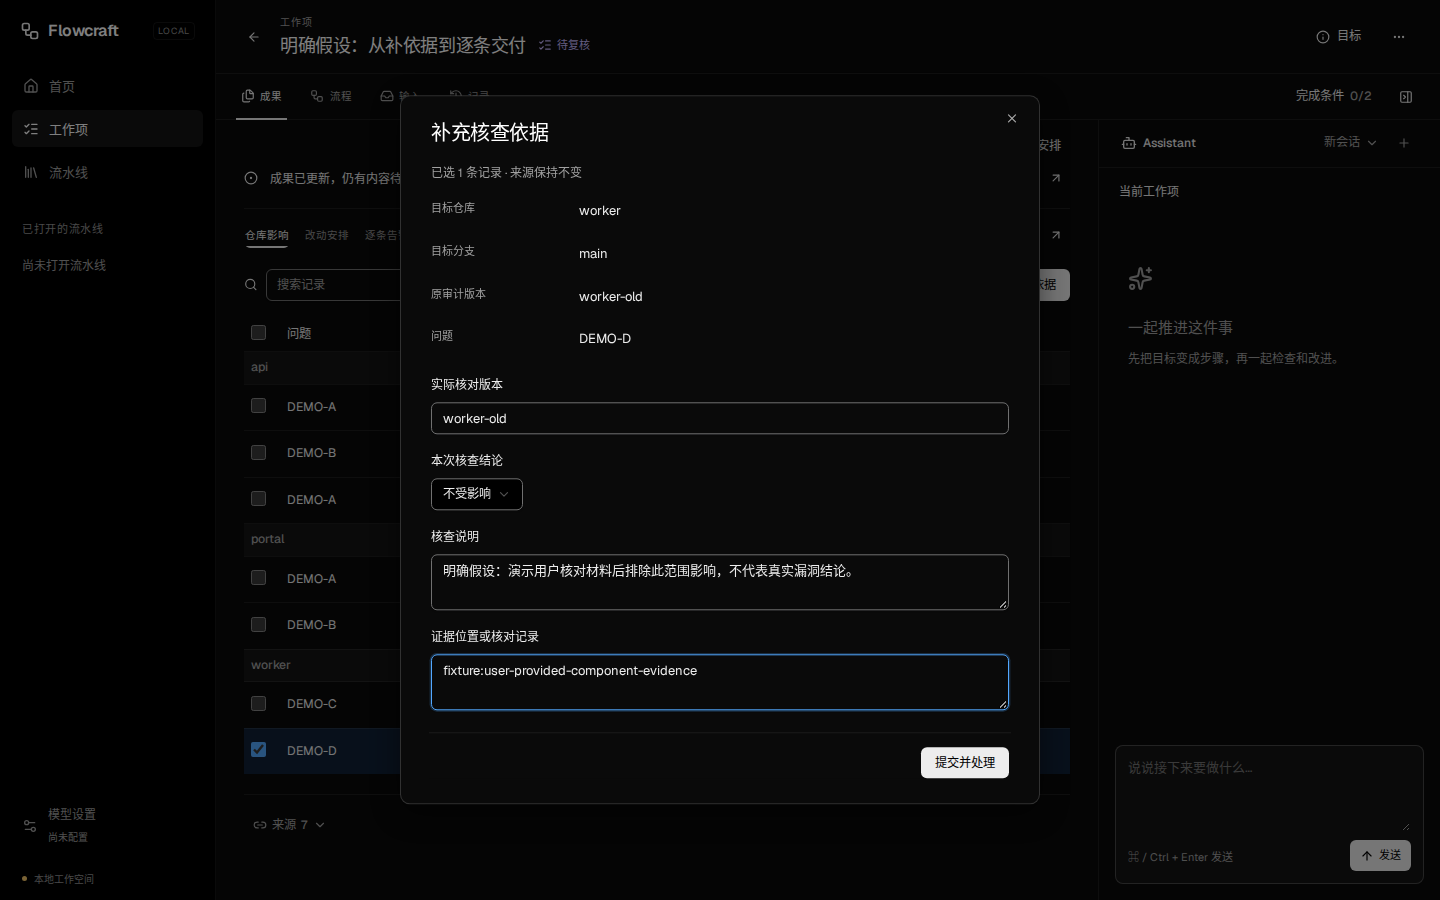 Flowcraft
LOCAL
首页
工作项
流水线
已打开的流水线
尚未打开流水线
模型设置
尚未配置
本地工作空间
工作项
明确假设：从补依据到逐条交付
待复核
目标
成果
流程
完成条件 0/2
成果已更新，仍有内容待
安排
仓库影响
改动安排
逐条告
搜索记录
依据
问题
api
DEMO-A
DEMO-B
DEMO-A
portal
DEMO-A
DEMO-B
worker
DEMO-C
DEMO-D
来源 7
补充核查依据
已选 1 条记录 · 来源保持不变
目标仓库
worker
目标分支
main
原审计版本
worker-old
问题
DEMO-D
实际核对版本
worker-old
本次核查结论
不受影响
核查说明
明确假设：演示用户核对材料后排除此范围影响，不代表真实漏洞结论。
证据位置或核对记录
fixture:user-provided-component-evidence
提交并处理
Assistant
新会话
当前工作项
一起推进这件事
先把目标变成步骤，再一起检查和改进。
说说接下来要做什么...
⌘ / Ctrl + Enter 发送
发送